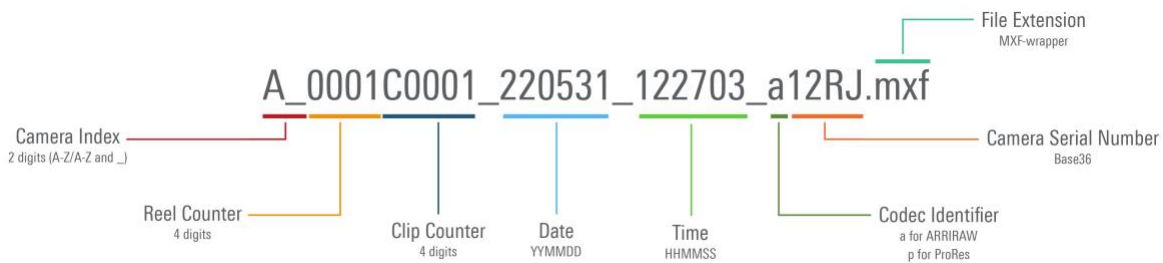 File Extension
MXF-wrapper
A_0001C0001_220531_122703_a12RJ.mxf
Camera Index
2 digits (A-Z/A-Z and _)
Camera Serial Number
Base36
Reel Counter
4 digits
Clip Counter
4 digits
Date
YYMMDD
Time
HHMMSS
Codec Identifier
a for ARRIRAW
p for ProRes